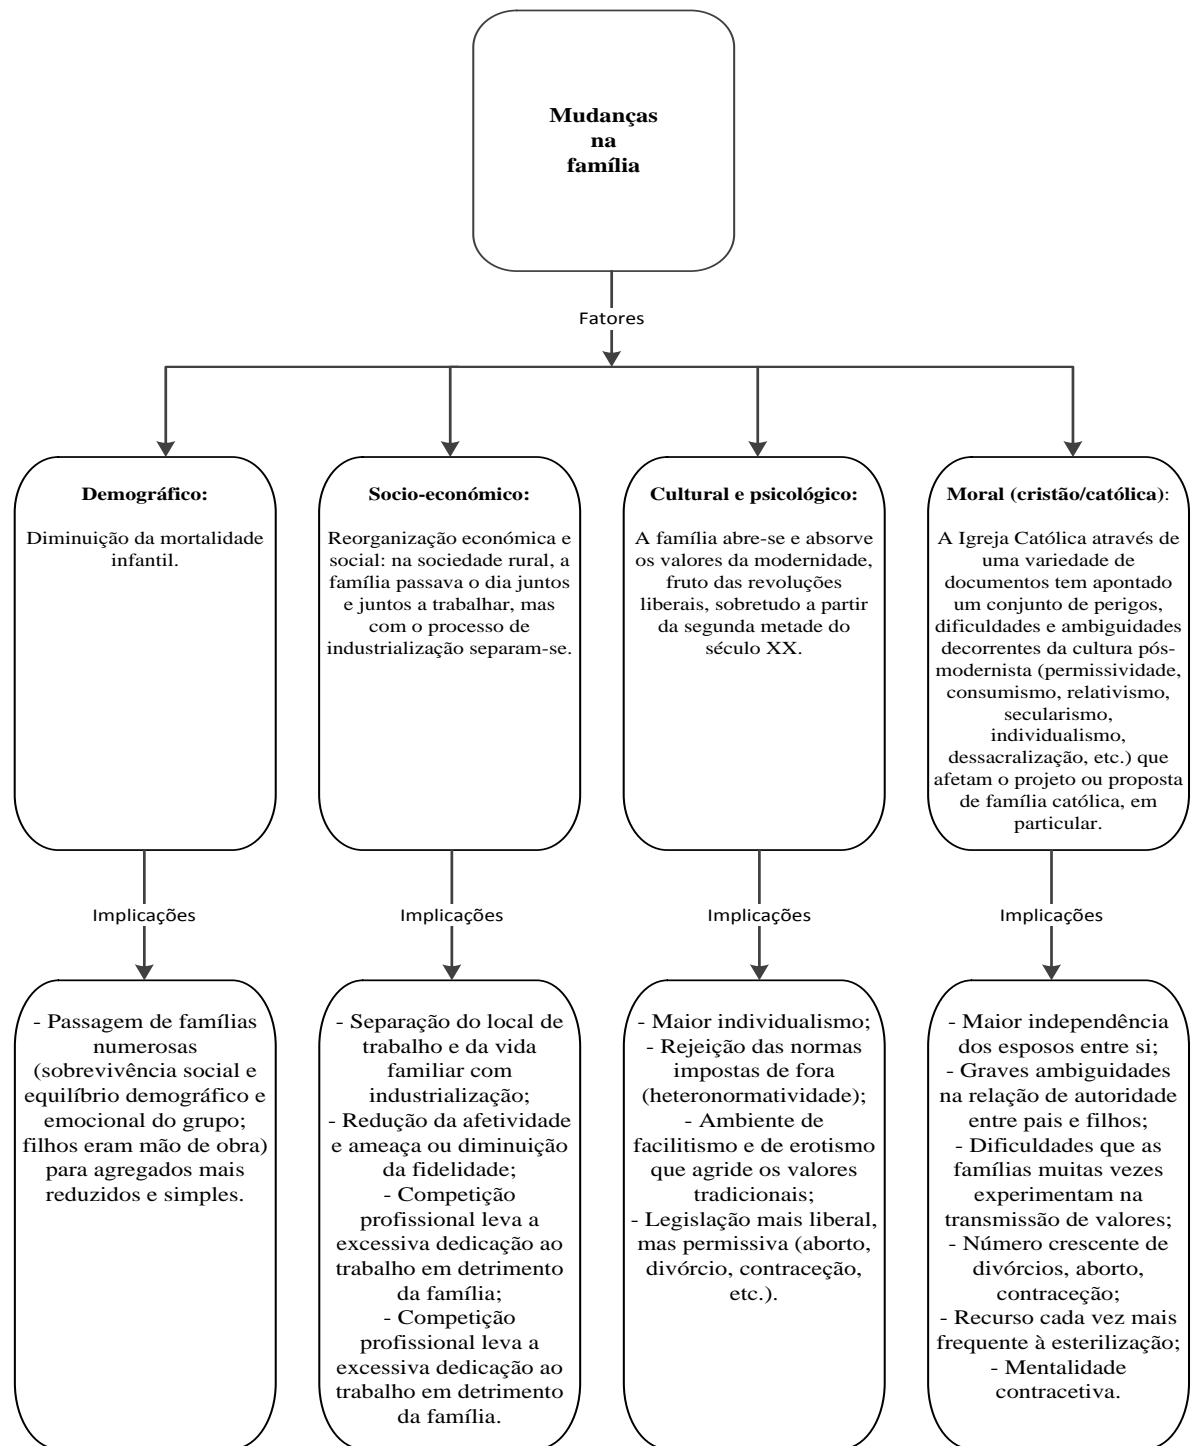 Mudanças
na
família
Fatores
Demográfico:
Diminuição da mortalidade
infantil.
Socio-económico:
Reorganização económica e
social: na sociedade rural, a
família passava o dia juntos
e juntos a trabalhar, mas
com o processo de
industrialização separam-se.
Cultural e psicológico:
A família abre-se e absorve
os valores da modernidade,
fruto das revoluções
liberais, sobretudo a partir
da segunda metade do
século XX.
Moral (cristão/católica):
A Igreja Católica através de
uma variedade de
documentos tem apontado
um conjunto de perigos,
dificuldades e ambiguidades
decorrentes da cultura pós-
modernista (permissividade,
consumismo, relativismo,
secularismo,
individualismo,
dessacralização, etc.) que
afetam o projeto ou proposta
de família católica, em
particular.
Implicações
Implicações
Implicações
Implicações
- Passagem de famílias
numerosas
(sobrevivência social e
equilíbrio demográfico e
emocional do grupo;
filhos eram mão de obra)
para agregados mais
reduzidos e simples.
- Separação do local de
trabalho e da vida
familiar com
industrialização;
- Redução da afetividade
e ameaça ou diminuição
da fidelidade;
- Competição
profissional leva a
excessiva dedicação ao
trabalho em detrimento
da família;
- Competição
profissional leva a
excessiva dedicação ao
trabalho em detrimento
da família.
- Maior individualismo;
- Rejeição das normas
impostas de fora
(heteronormatividade);
- Ambiente de
facilitismo e de erotismo
que agride os valores
tradicionais;
- Legislação mais liberal,
mas permissiva (aborto,
divórcio, contraceção,
etc.).
- Maior independência
dos esposos entre si;
- Graves ambiguidades
na relação de autoridade
entre pais e filhos;
- Dificuldades que as
famílias muitas vezes
experimentam na
transmissão de valores;
- Número crescente de
divórcios, aborto,
contraceção;
- Recurso cada vez mais
frequente à esterilização;
- Mentalidade
contracetiva.